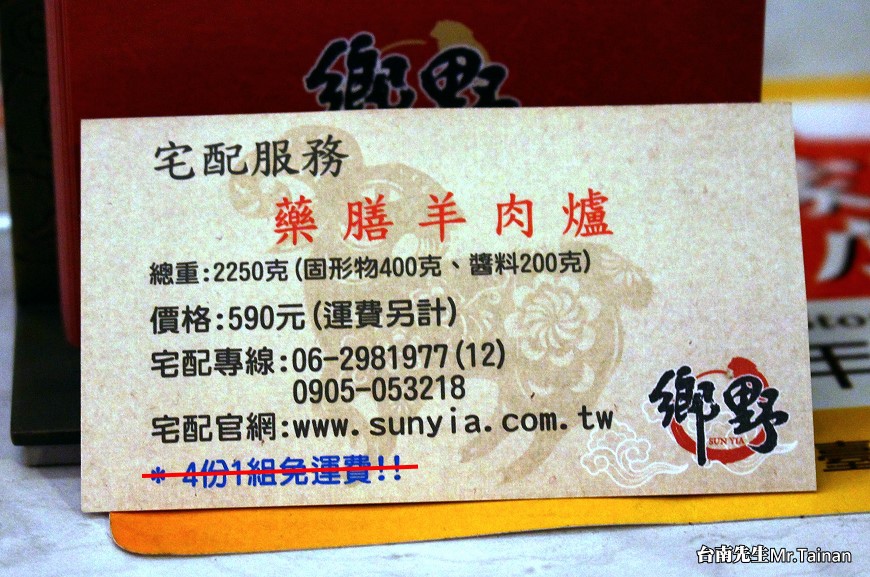 鄉野
宅配服務
藥膳羊肉爐
總重:2250克(固形物400克、醬料200克)
價格:590元(運費另計)
宅配專線:06-2981977(12)
0905-053218
宅配官網:www.sunyia.com.tw
* 4份1組免運費!!
鄉野
SUN YIA
台南先生Mr.Tainan